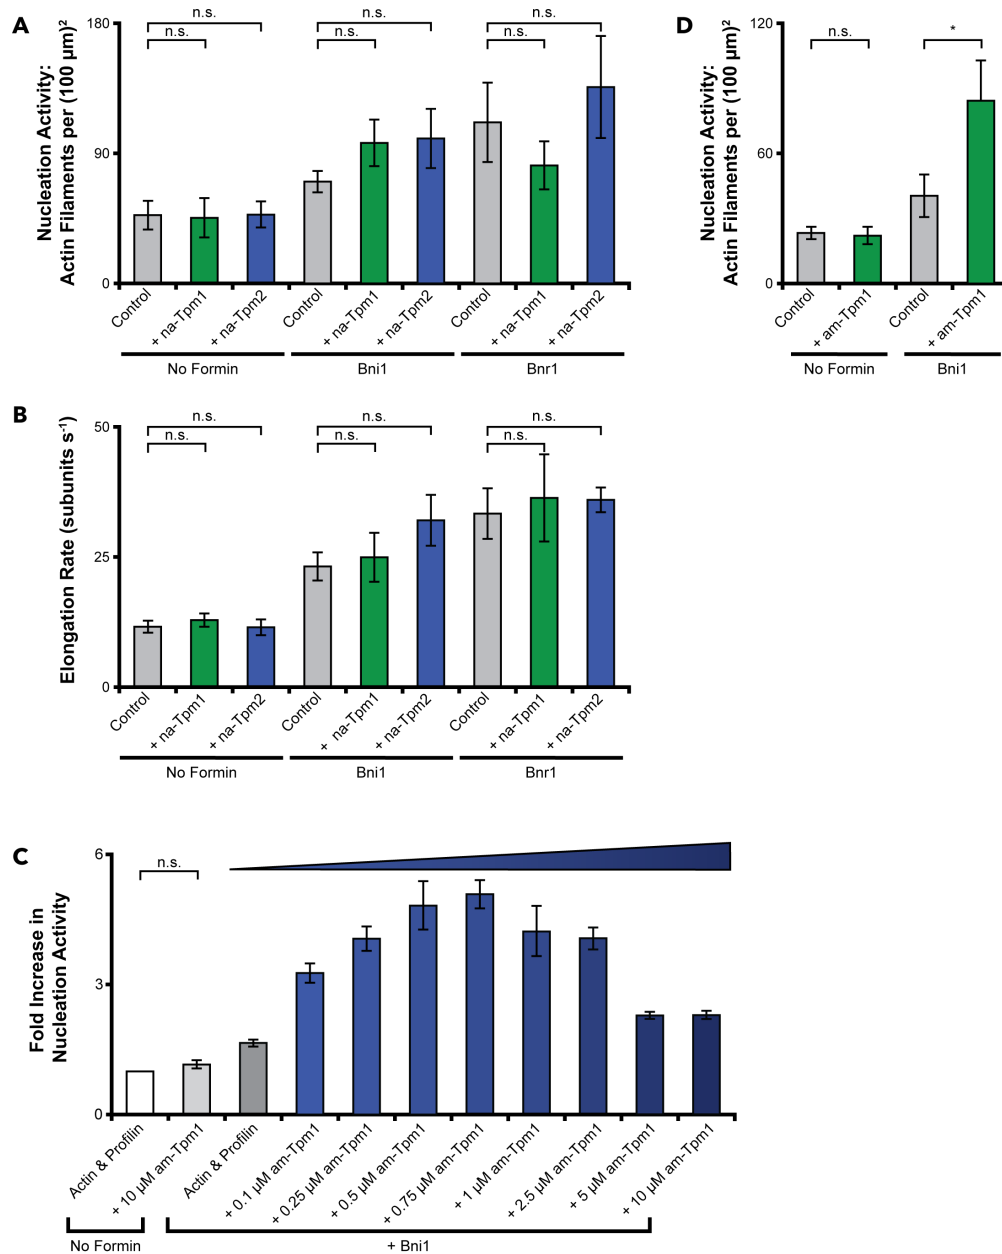 A
Nucleation Activity:
Actin Filaments per (100 µm)²
180
90
0
n.s.
n.s.
n.s.
n.s.
n.s.
n.s.
Control
+ na-Tpm1
+ na-Tpm2
Control
+ na-Tpm1
+ na-Tpm2
Control
+ na-Tpm1
+ na-Tpm2
No Formin
Bni1
Bnr1
D
Nucleation Activity:
Actin Filaments per (100 µm)²
120
60
0
n.s.
*
Control
+ am-Tpm1
Control
+ am-Tpm1
No Formin
Bni1
B
Elongation Rate (subunits s⁻¹)
50
25
0
n.s.
n.s.
n.s.
n.s.
n.s.
n.s.
Control
+ na-Tpm1
+ na-Tpm2
Control
+ na-Tpm1
+ na-Tpm2
Control
+ na-Tpm1
+ na-Tpm2
No Formin
Bni1
Bnr1
C
Fold Increase in
Nucleation Activity
6
3
0
n.s.
Actin & Profilin
+ 10 µM am-Tpm1
Actin & Profilin
+ 0.1 µM am-Tpm1
+ 0.25 µM am-Tpm1
+ 0.5 µM am-Tpm1
+ 0.75 µM am-Tpm1
+ 1 µM am-Tpm1
+ 2.5 µM am-Tpm1
+ 5 µM am-Tpm1
+ 10 µM am-Tpm1
No Formin
+ Bni1